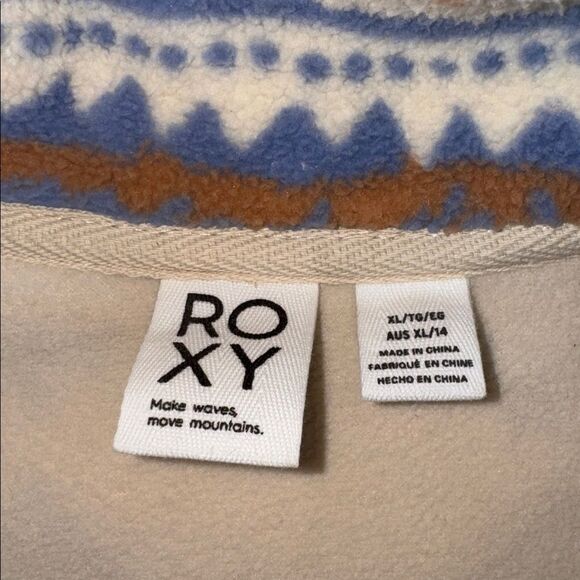 RO
XY
Make waves,
move mountains.
XL/TG/EG
AUS XL/14
MADE IN CHINA
FABRIQUÉ EN CHINE
HECHO EN CHINA